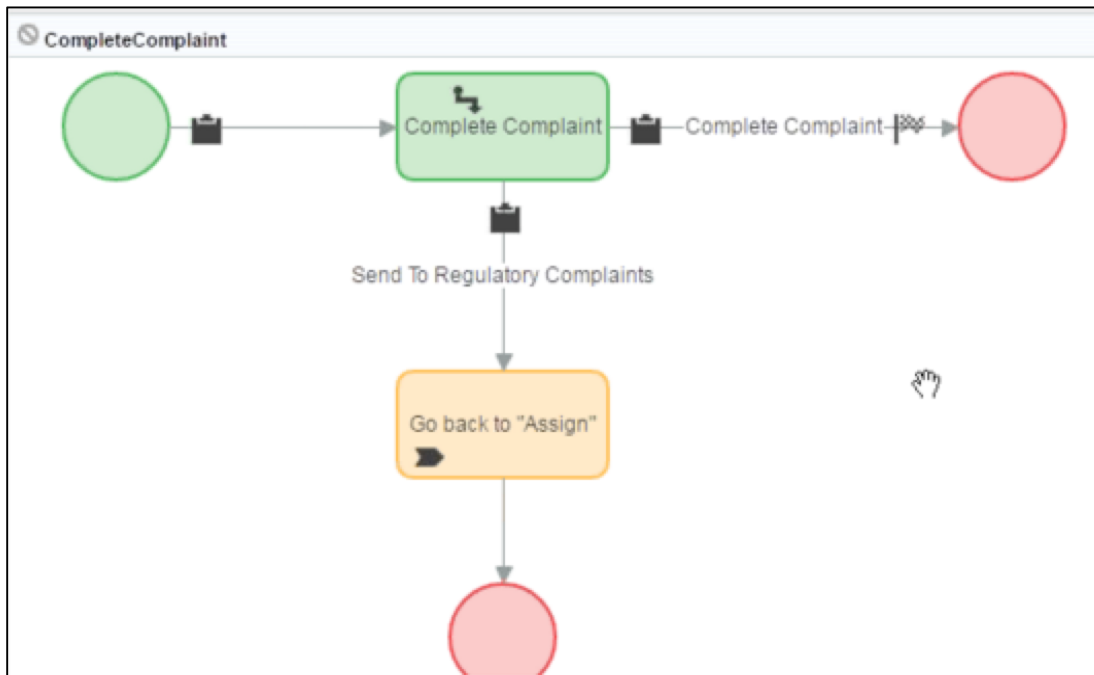 CompleteComplaint
Complete Complaint
Complete Complaint
Send To Regulatory Complaints
Go back to "Assign"